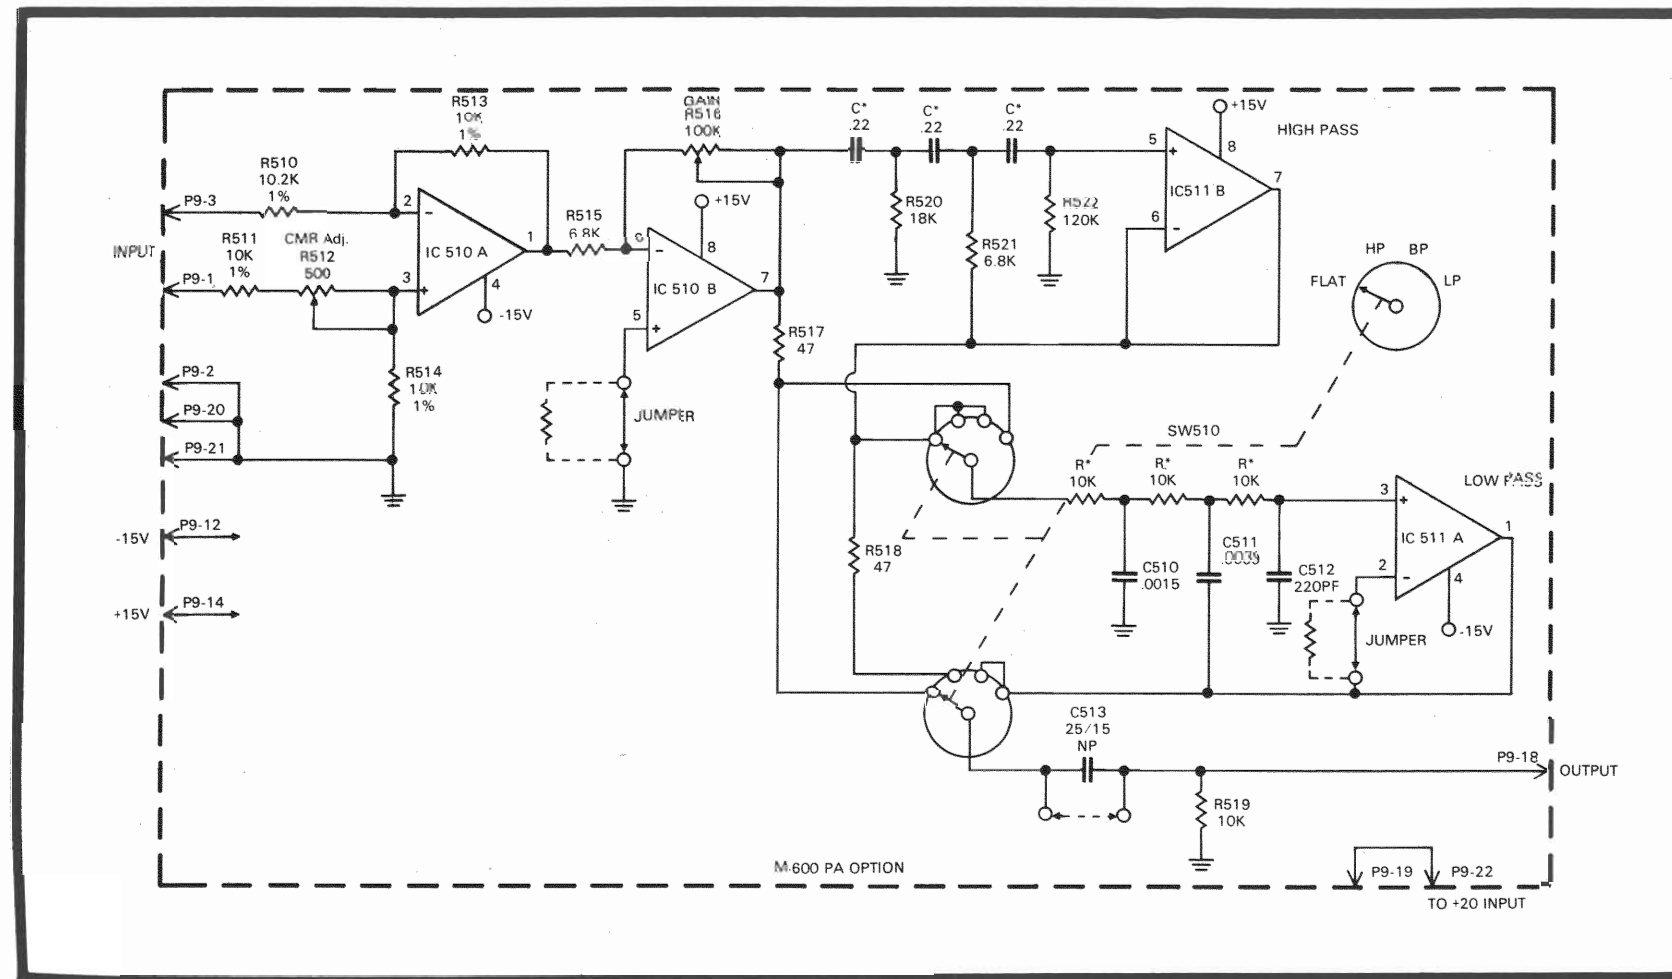 R513
10K
1%
GAIN
R516
100K
C*
.22
C*
.22
C*
.22
+15V
HIGH PASS
R510
10.2K
1%
5
+
8
IC511 B
7
6
-
P9-3
2
-
+15V
R520
18K
R522
120K
R511
10K
1%
CMR Adj.
R512
500
1
IC 510 A
R515
6.8K
6
-
8
R521
6.8K
HP
BP
FLAT
LP
INPUT
P9-1
3
+
4
-15V
IC 510 B
7
5
+
R517
47
P9-2
R514
10K
1%
P9-20
JUMPER
P9-21
SW510
R*
10K
R*
10K
R*
10K
LOW PASS
3
+
-15V
P9-12
1
IC 511 A
R518
47
C510
.0015
C511
C512
220PF
2
-
4
+15V
P9-14
JUMPER
-15V
C513
25/15
NP
P9-18
OUTPUT
R519
10K
M-600 PA OPTION
P9-19
P9-22
TO +20 INPUT